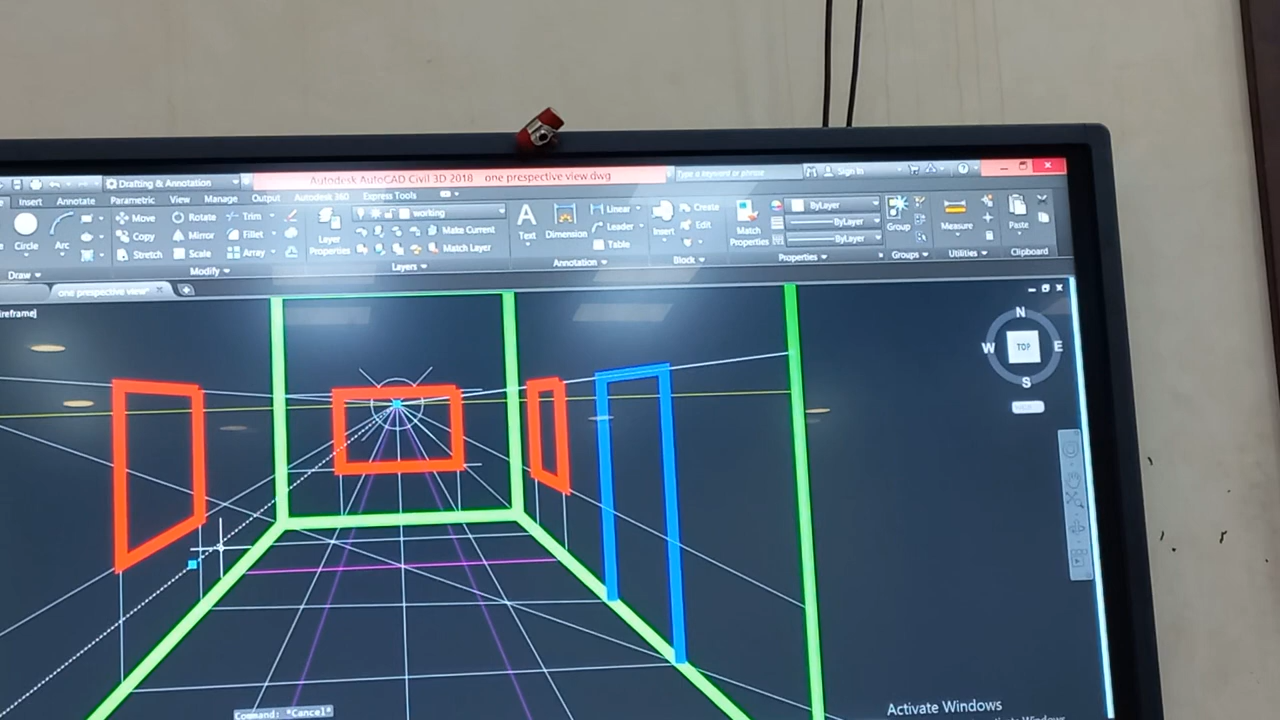 Drafting & Annotation
Autodesk AutoCAD Civil 3D 2018 one prespective view.dwg
Type a keyword or phrase
Sign In
Insert Annotate Parametric View Manage Output Autodesk 360 Express Tools
Circle
Arc
Draw
Move Rotate Trim
Copy Mirror Fillet
Stretch Scale Array
Modify
Layer
Properties
working
Make Current
Match Layer
Layers
Text
Dimension
Linear
Leader
Table
Annotation
Insert
Create
Edit
Block
Match
Properties
ByLayer
ByLayer
ByLayer
Properties
Group
Groups
Measure
Utilities
Paste
Clipboard
one prespective view*
ireframe]
N
W TOP E
S
Command: *Cancel*
Activate Windows